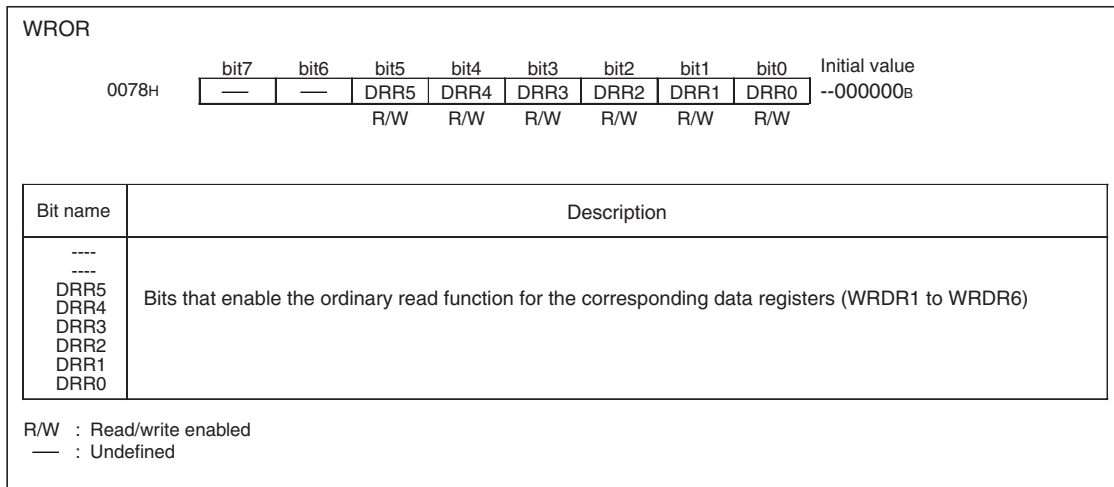 WROR
bit7 bit6 bit5 bit4 bit3 bit2 bit1 bit0 Initial value
0078H — — DRR5 DRR4 DRR3 DRR2 DRR1 DRR0 --000000B
R/W R/W R/W R/W R/W R/W
Bit name Description
----
----
DRR5
DRR4
DRR3
DRR2
DRR1
DRR0
Bits that enable the ordinary read function for the corresponding data registers (WRDR1 to WRDR6)
R/W : Read/write enabled
— : Undefined